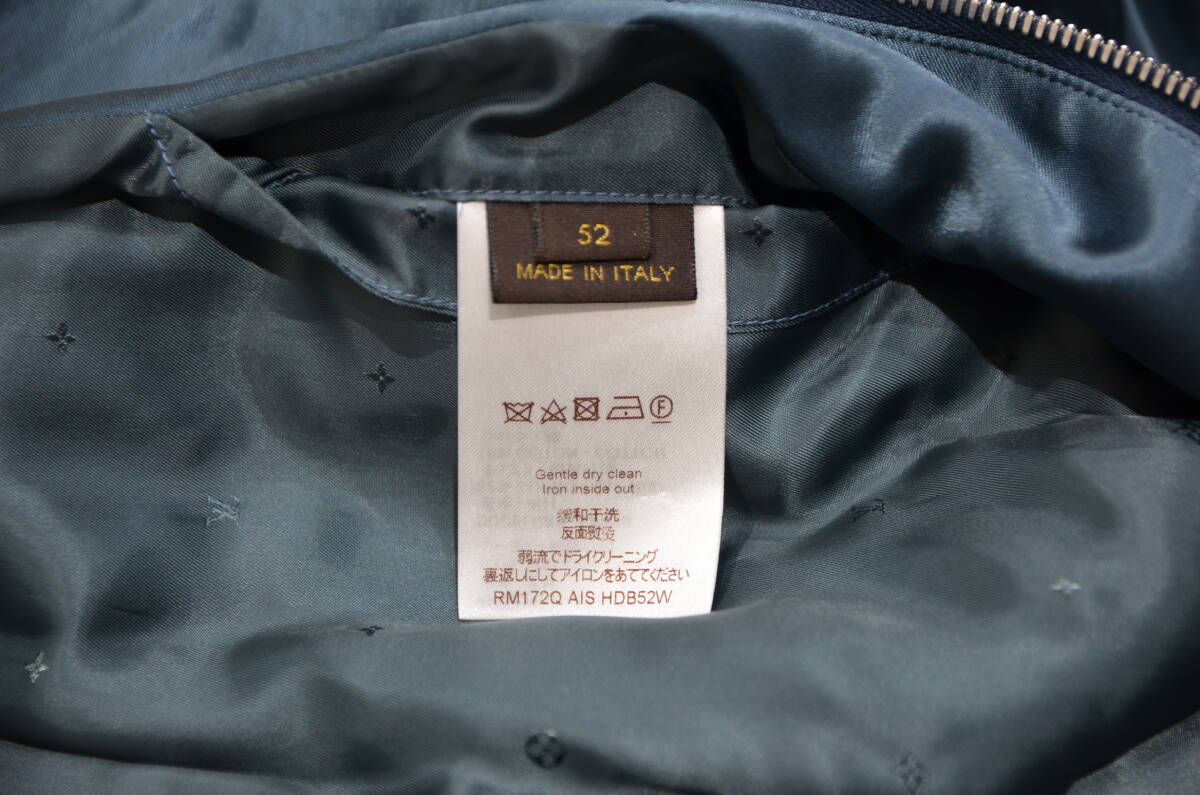 52
MADE IN ITALY
F
Gentle dry clean
Iron inside out
缓和干洗
反面熨烫
弱流でドライクリーニング
裏返しにしてアイロンをあててください
RM172Q AIS HDB52W